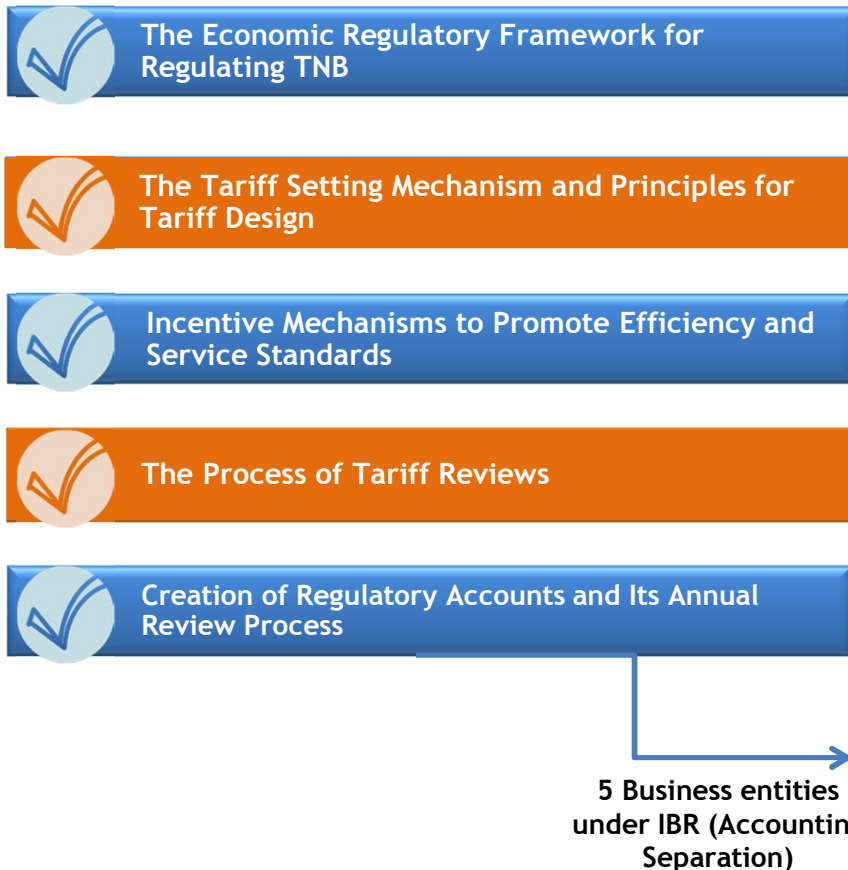 The Economic Regulatory Framework for
Regulating TNB
The Tariff Setting Mechanism and Principles for
Tariff Design
Incentive Mechanisms to Promote Efficiency and
Service Standards
The Process of Tariff Reviews
Creation of Regulatory Accounts and Its Annual
Review Process
5 Business entities
under IBR (Accountin
Separation)